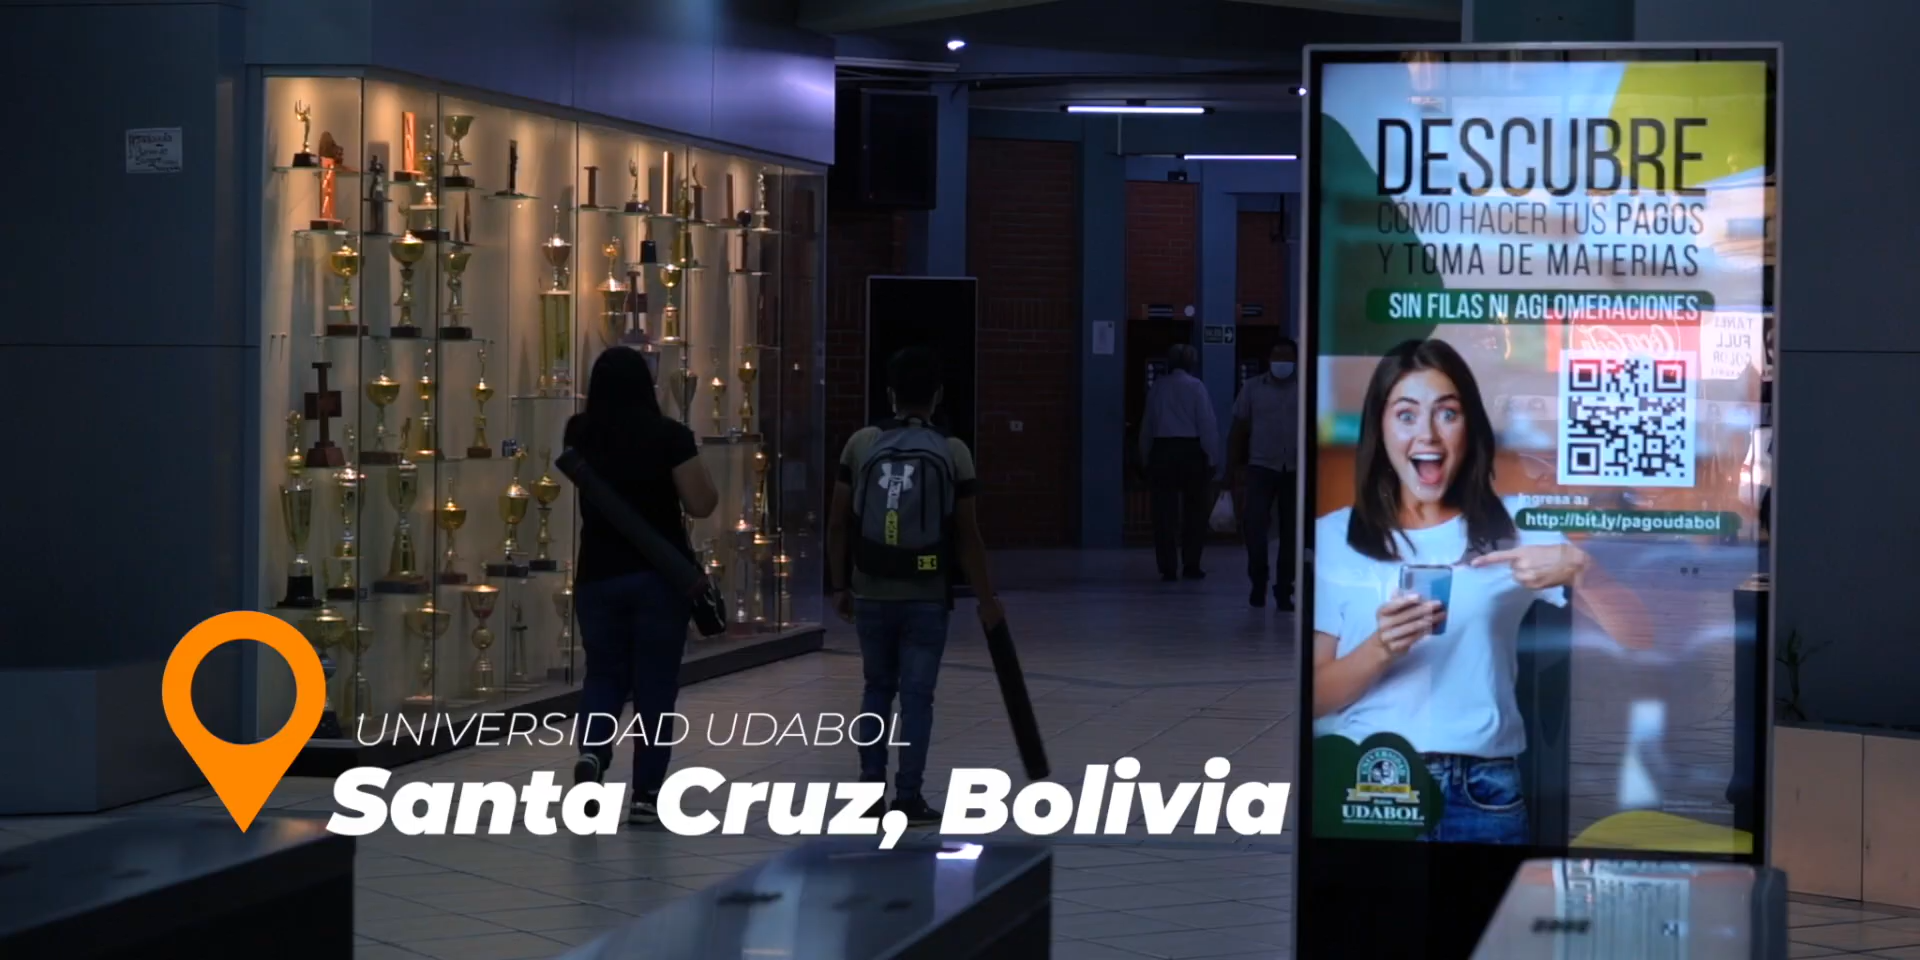 DESCUBRE
CÓMO HACER TUS PAGOS
Y TOMA DE MATERIAS
SIN FILAS NI AGLOMERACIONES
Ingresa a:
http://bit.ly/pagoudabol
UDABOL
UNIVERSIDAD UDABOL
Santa Cruz, Bolivia